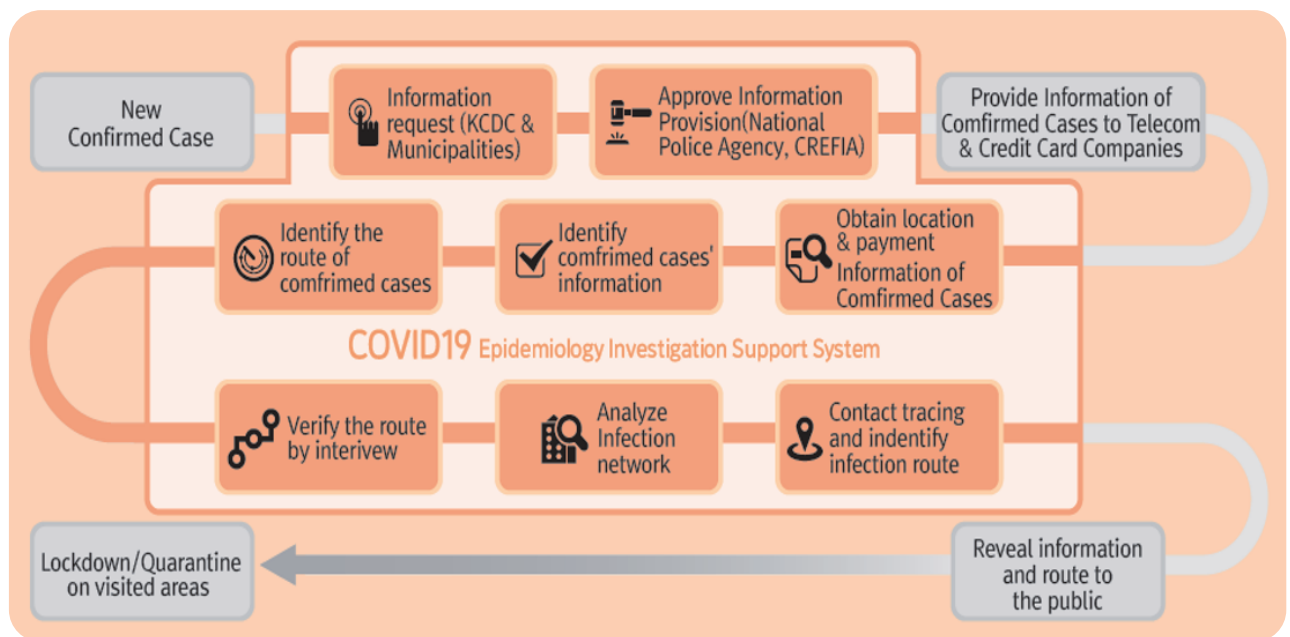 New
Confirmed Case
Information
request (KCDC &
Municipalities)
Approve Information
Provision(National
Police Agency, CREFIA)
Provide Information of
Comfirmed Cases to Telecom
& Credit Card Companies
Obtain location
& payment
Information of
Comfirmed Cases
Identify
comfrimed cases'
information
Identify the
route of
comfrimed cases
COVID19 Epidemiology Investigation Support System
Verify the route
by interivew
Analyze
Infection
network
Contact tracing
and indentify
infection route
Reveal information
and route to
the public
Lockdown/Quarantine
on visited areas